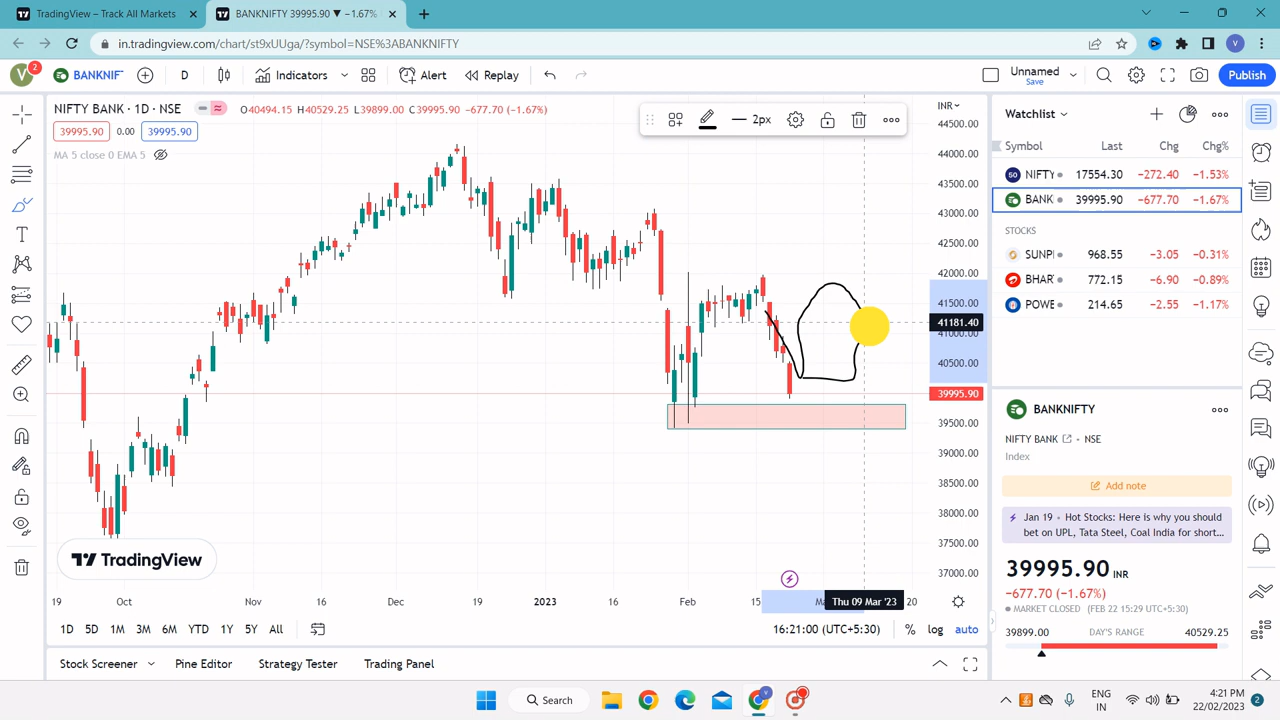 TradingView – Track All Markets
BANKNIFTY 39995.90 ▼ −1.67%
in.tradingview.com/chart/st9xUUga/?symbol=NSE%3ABANKNIFTY
V
V 2 BANKNIF D Indicators Alert Replay
Unnamed
Save
Publish
NIFTY BANK · 1D · NSE O40494.15 H40529.25 L39899.00 C39995.90 −677.70 (−1.67%)
39995.90 0.00 39995.90
MA 5 close 0 EMA 5
2px
INR
44500.00
44000.00
43500.00
43000.00
42500.00
42000.00
41500.00
41181.40
41000.00
40500.00
39995.90
39500.00
39000.00
38500.00
38000.00
37500.00
37000.00
TradingView
19 Oct Nov 16 Dec 19 2023 16 Feb 15 Thu 09 Mar '23 20
1D 5D 1M 3M 6M YTD 1Y 5Y All
16:21:00 (UTC+5:30) % log auto
Stock Screener Pine Editor Strategy Tester Trading Panel
Watchlist
Symbol Last Chg Chg%
50 NIFTY 17554.30 −272.40 −1.53%
BANK 39995.90 −677.70 −1.67%
STOCKS
SUNPI 968.55 −3.05 −0.31%
BHAR 772.15 −6.90 −0.89%
POWE 214.65 −2.55 −1.17%
BANKNIFTY
NIFTY BANK · NSE
Index
Add note
Jan 19 · Hot Stocks: Here is why you should
bet on UPL, Tata Steel, Coal India for short...
39995.90 INR
−677.70 (−1.67%)
MARKET CLOSED (FEB 22 15:29 UTC+5:30)
39899.00 DAY'S RANGE 40529.25
Search
ENG
IN
4:21 PM
22/02/2023
2